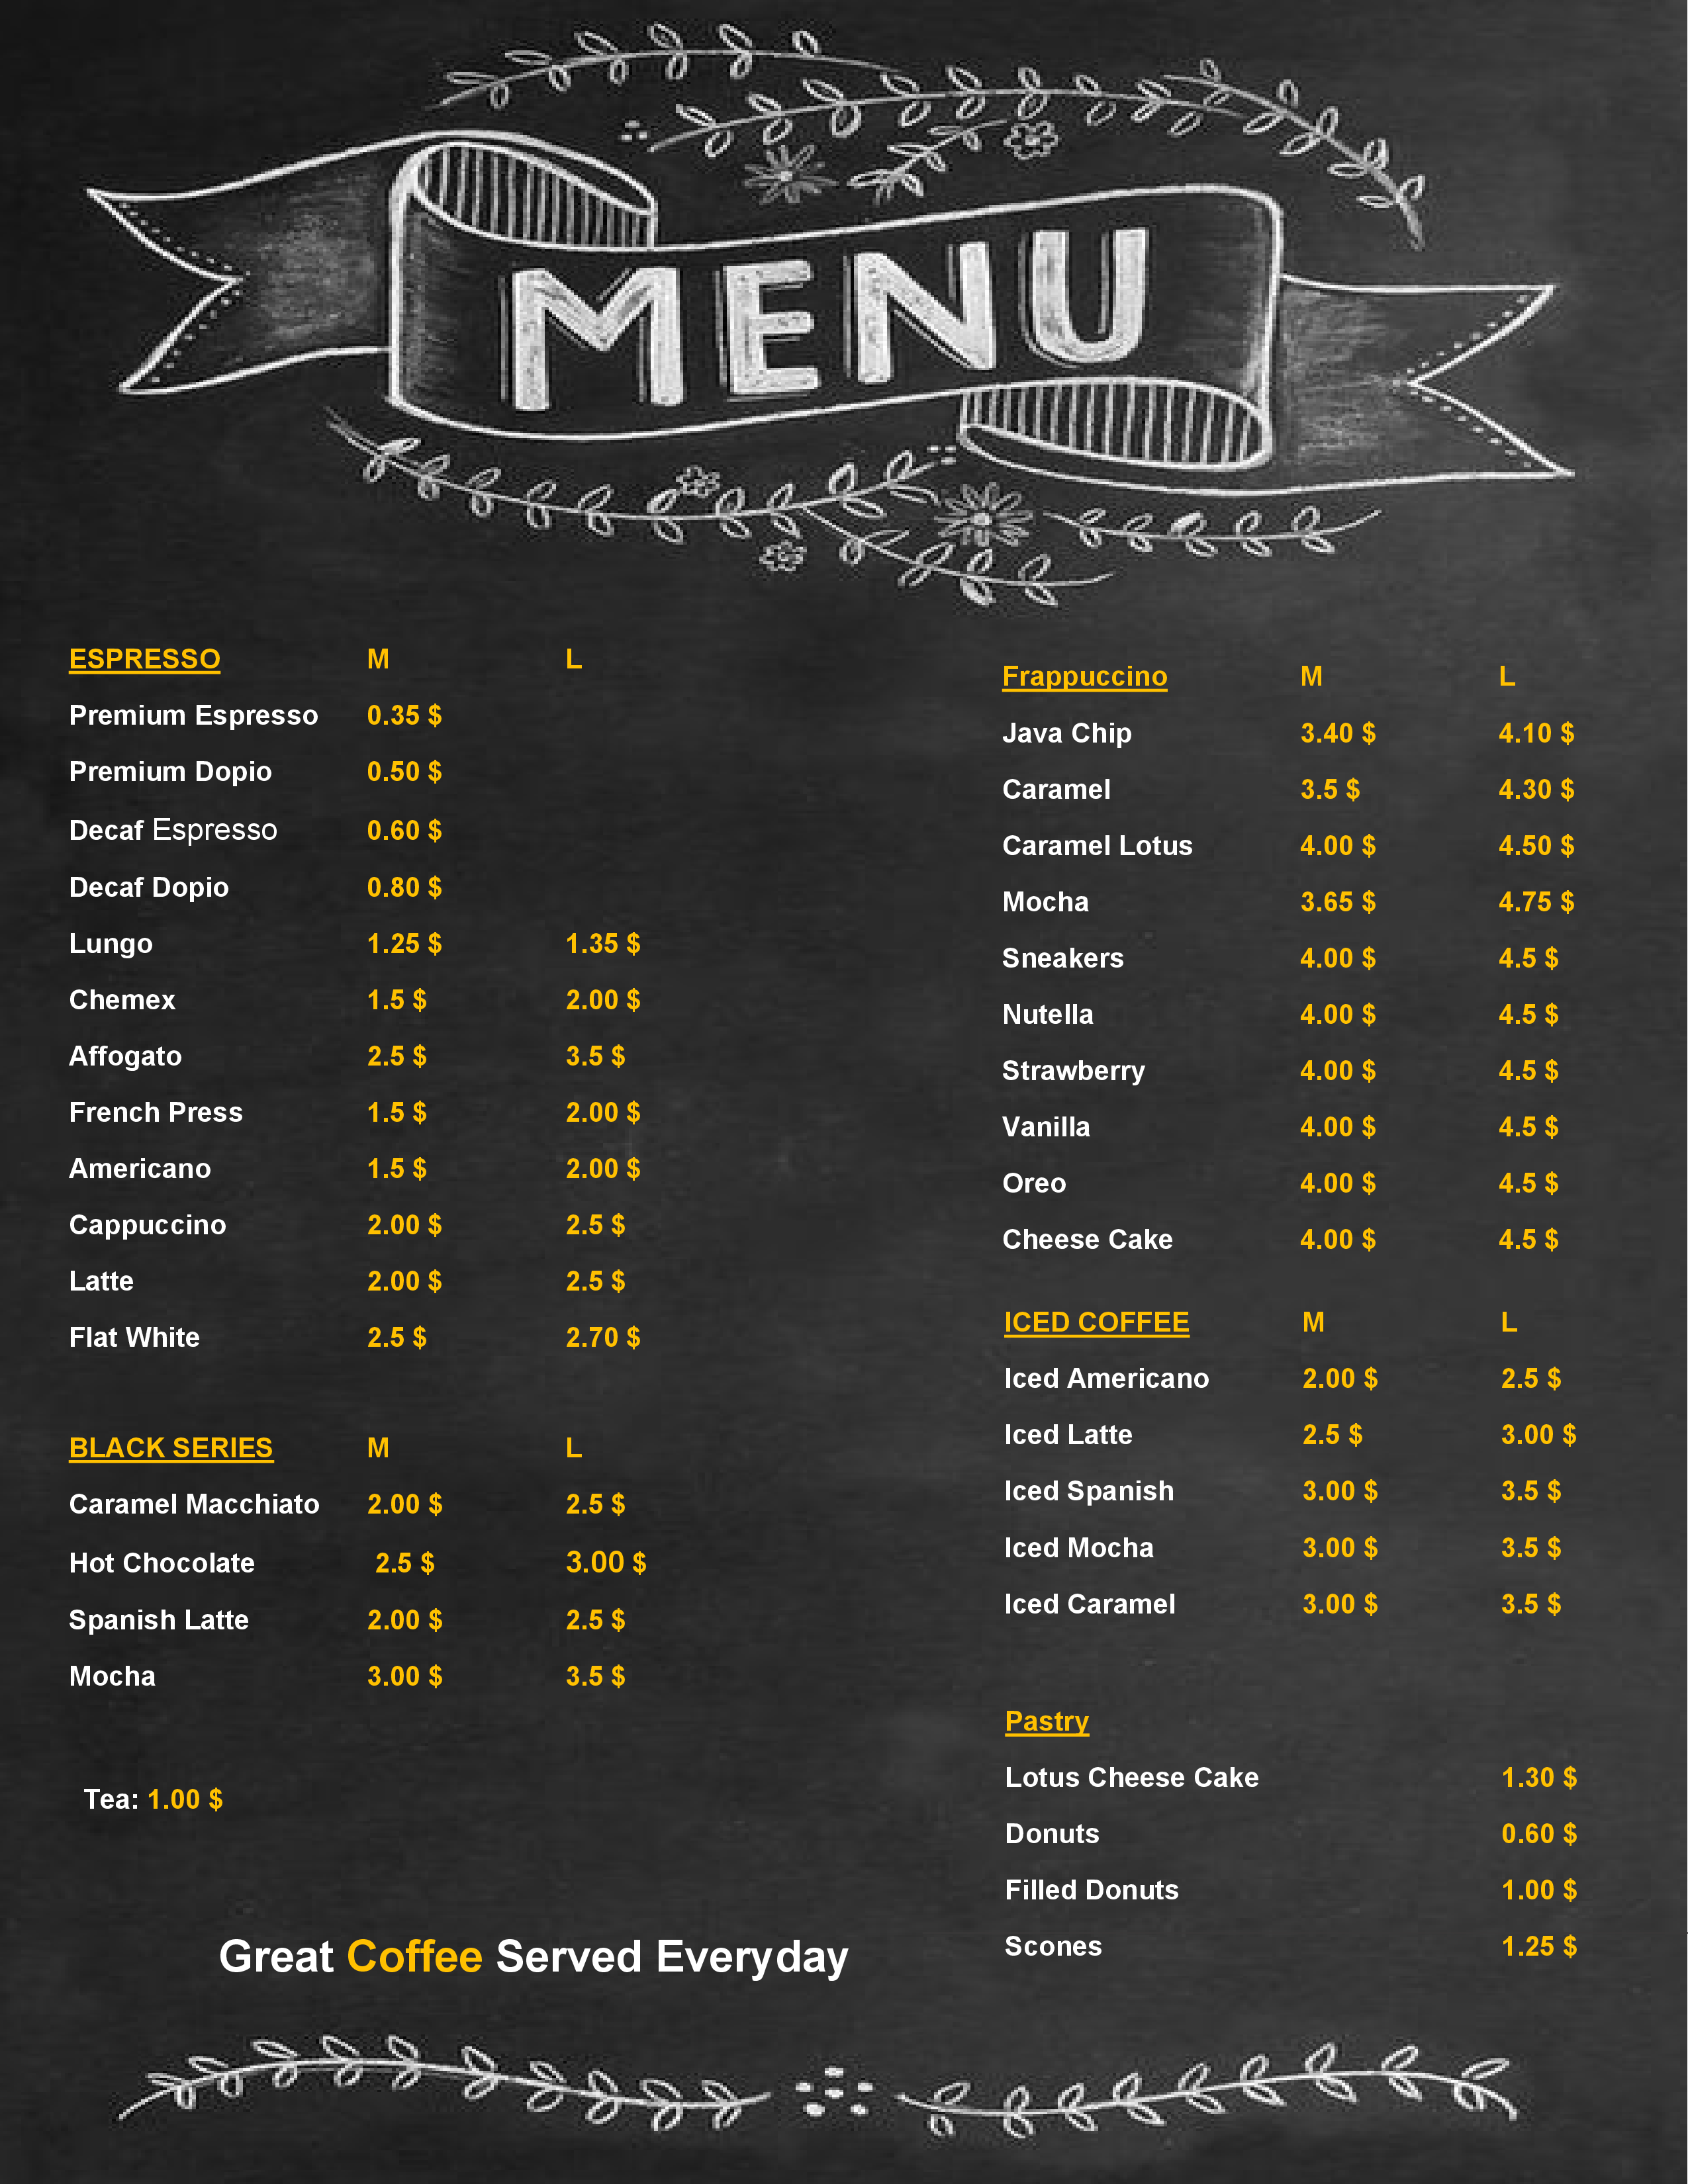 MENU
ESPRESSO M L
Premium Espresso 0.35 $
Premium Dopio 0.50 $
Decaf Espresso 0.60 $
Decaf Dopio 0.80 $
Lungo 1.25 $ 1.35 $
Chemex 1.5 $ 2.00 $
Affogato 2.5 $ 3.5 $
French Press 1.5 $ 2.00 $
Americano 1.5 $ 2.00 $
Cappuccino 2.00 $ 2.5 $
Latte 2.00 $ 2.5 $
Flat White 2.5 $ 2.70 $
BLACK SERIES M L
Caramel Macchiato 2.00 $ 2.5 $
Hot Chocolate 2.5 $ 3.00 $
Spanish Latte 2.00 $ 2.5 $
Mocha 3.00 $ 3.5 $
Tea: 1.00 $
Frappuccino M L
Java Chip 3.40 $ 4.10 $
Caramel 3.5 $ 4.30 $
Caramel Lotus 4.00 $ 4.50 $
Mocha 3.65 $ 4.75 $
Sneakers 4.00 $ 4.5 $
Nutella 4.00 $ 4.5 $
Strawberry 4.00 $ 4.5 $
Vanilla 4.00 $ 4.5 $
Oreo 4.00 $ 4.5 $
Cheese Cake 4.00 $ 4.5 $
ICED COFFEE M L
Iced Americano 2.00 $ 2.5 $
Iced Latte 2.5 $ 3.00 $
Iced Spanish 3.00 $ 3.5 $
Iced Mocha 3.00 $ 3.5 $
Iced Caramel 3.00 $ 3.5 $
Pastry
Lotus Cheese Cake 1.30 $
Donuts 0.60 $
Filled Donuts 1.00 $
Scones 1.25 $
Great Coffee Served Everyday